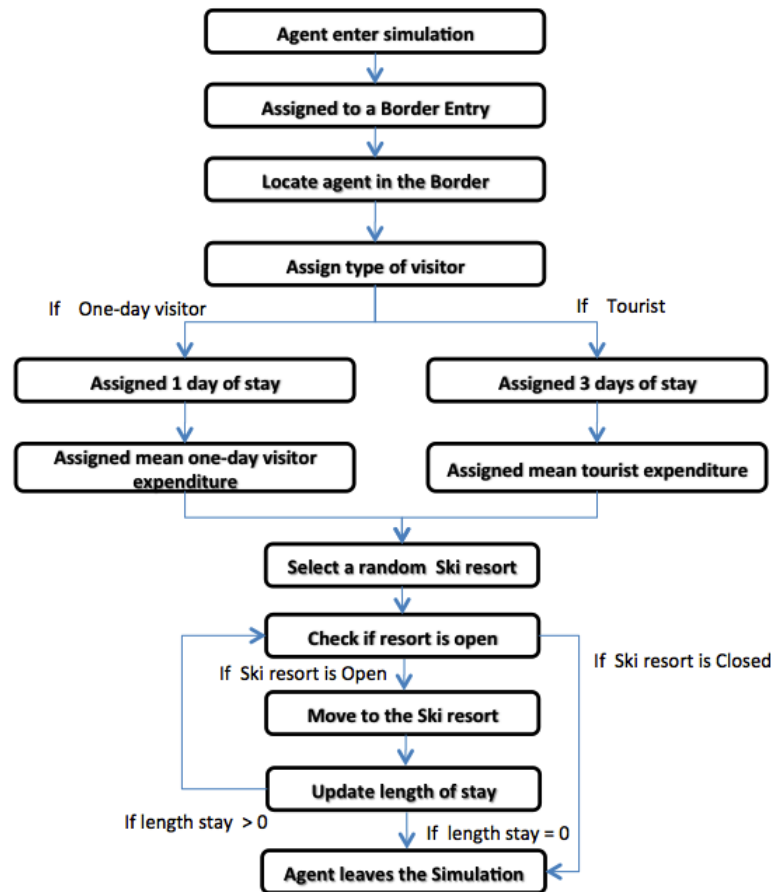 Agent enter simulation
Assigned to a Border Entry
Locate agent in the Border
Assign type of visitor
If One-day visitor
If Tourist
Assigned 1 day of stay
Assigned 3 days of stay
Assigned mean one-day visitor
expenditure
Assigned mean tourist expenditure
Select a random Ski resort
Check if resort is open
If Ski resort is Open
If Ski resort is Closed
Move to the Ski resort
Update length of stay
If length stay > 0
If length stay = 0
Agent leaves the Simulation